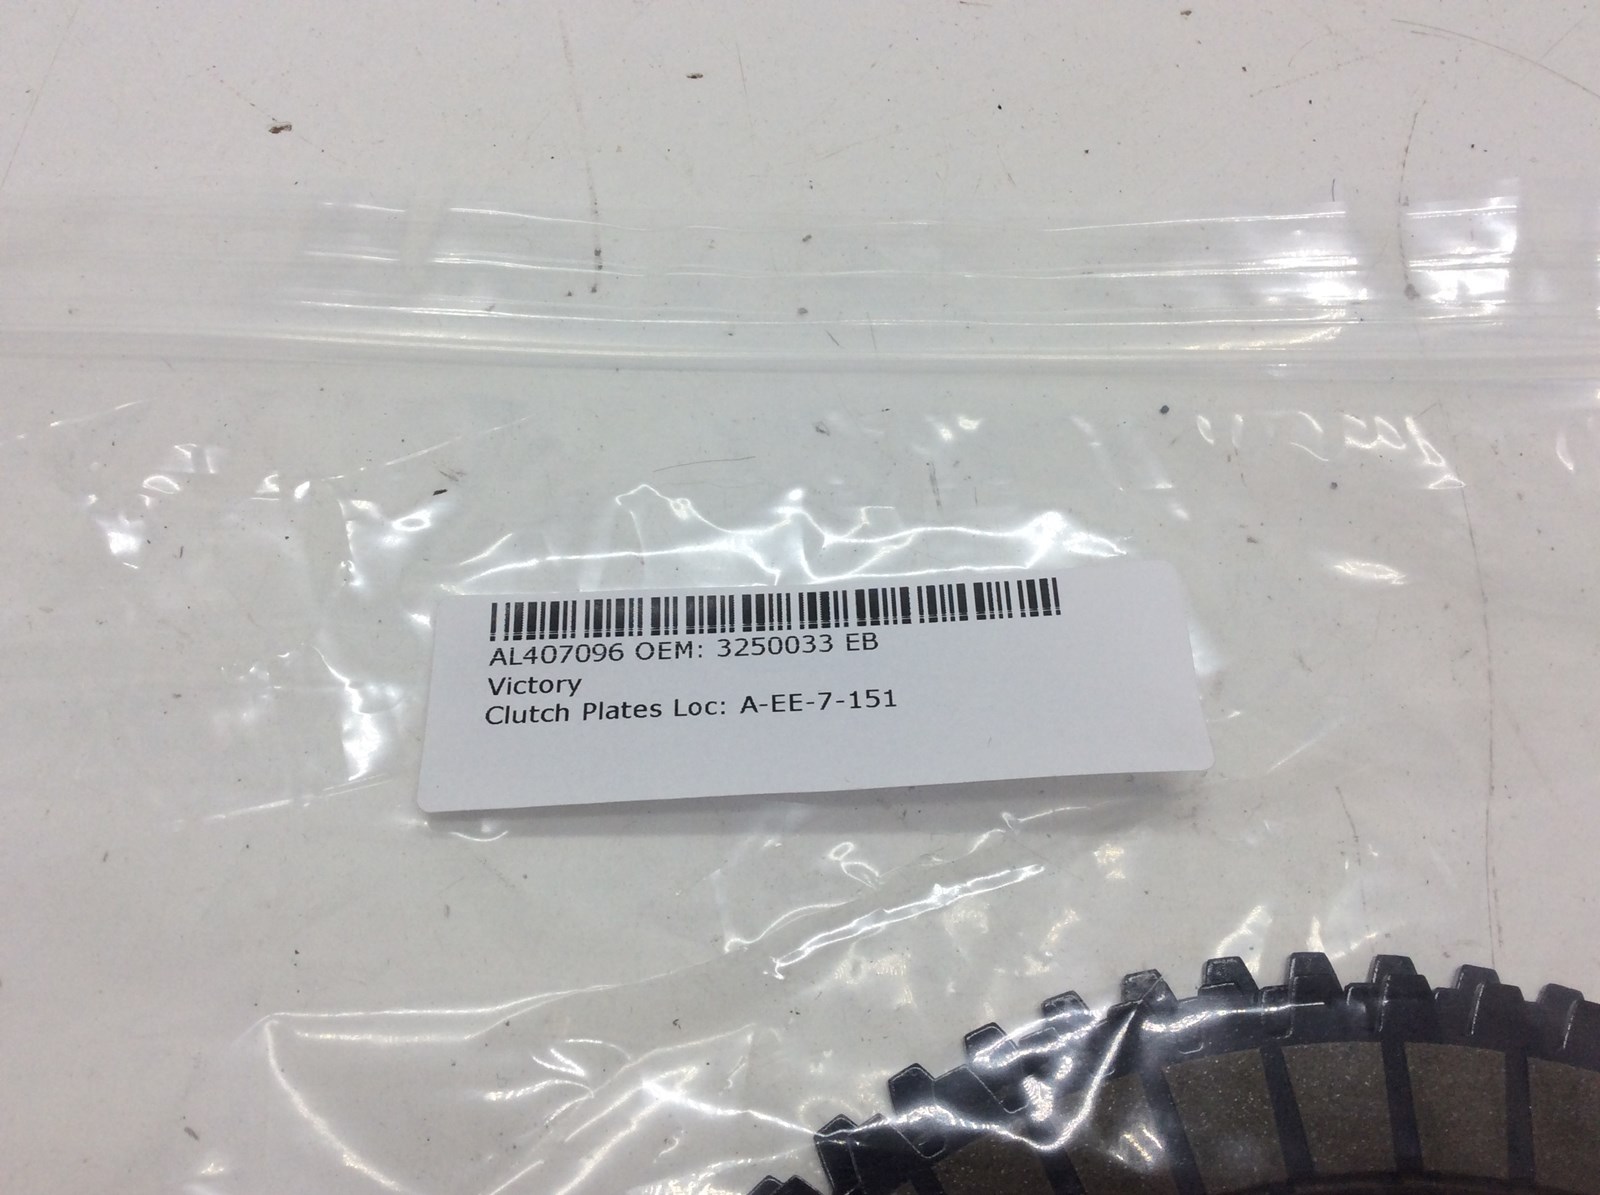 AL407096 OEM: 3250033 EB
Victory
Clutch Plates Loc: A-EE-7-151